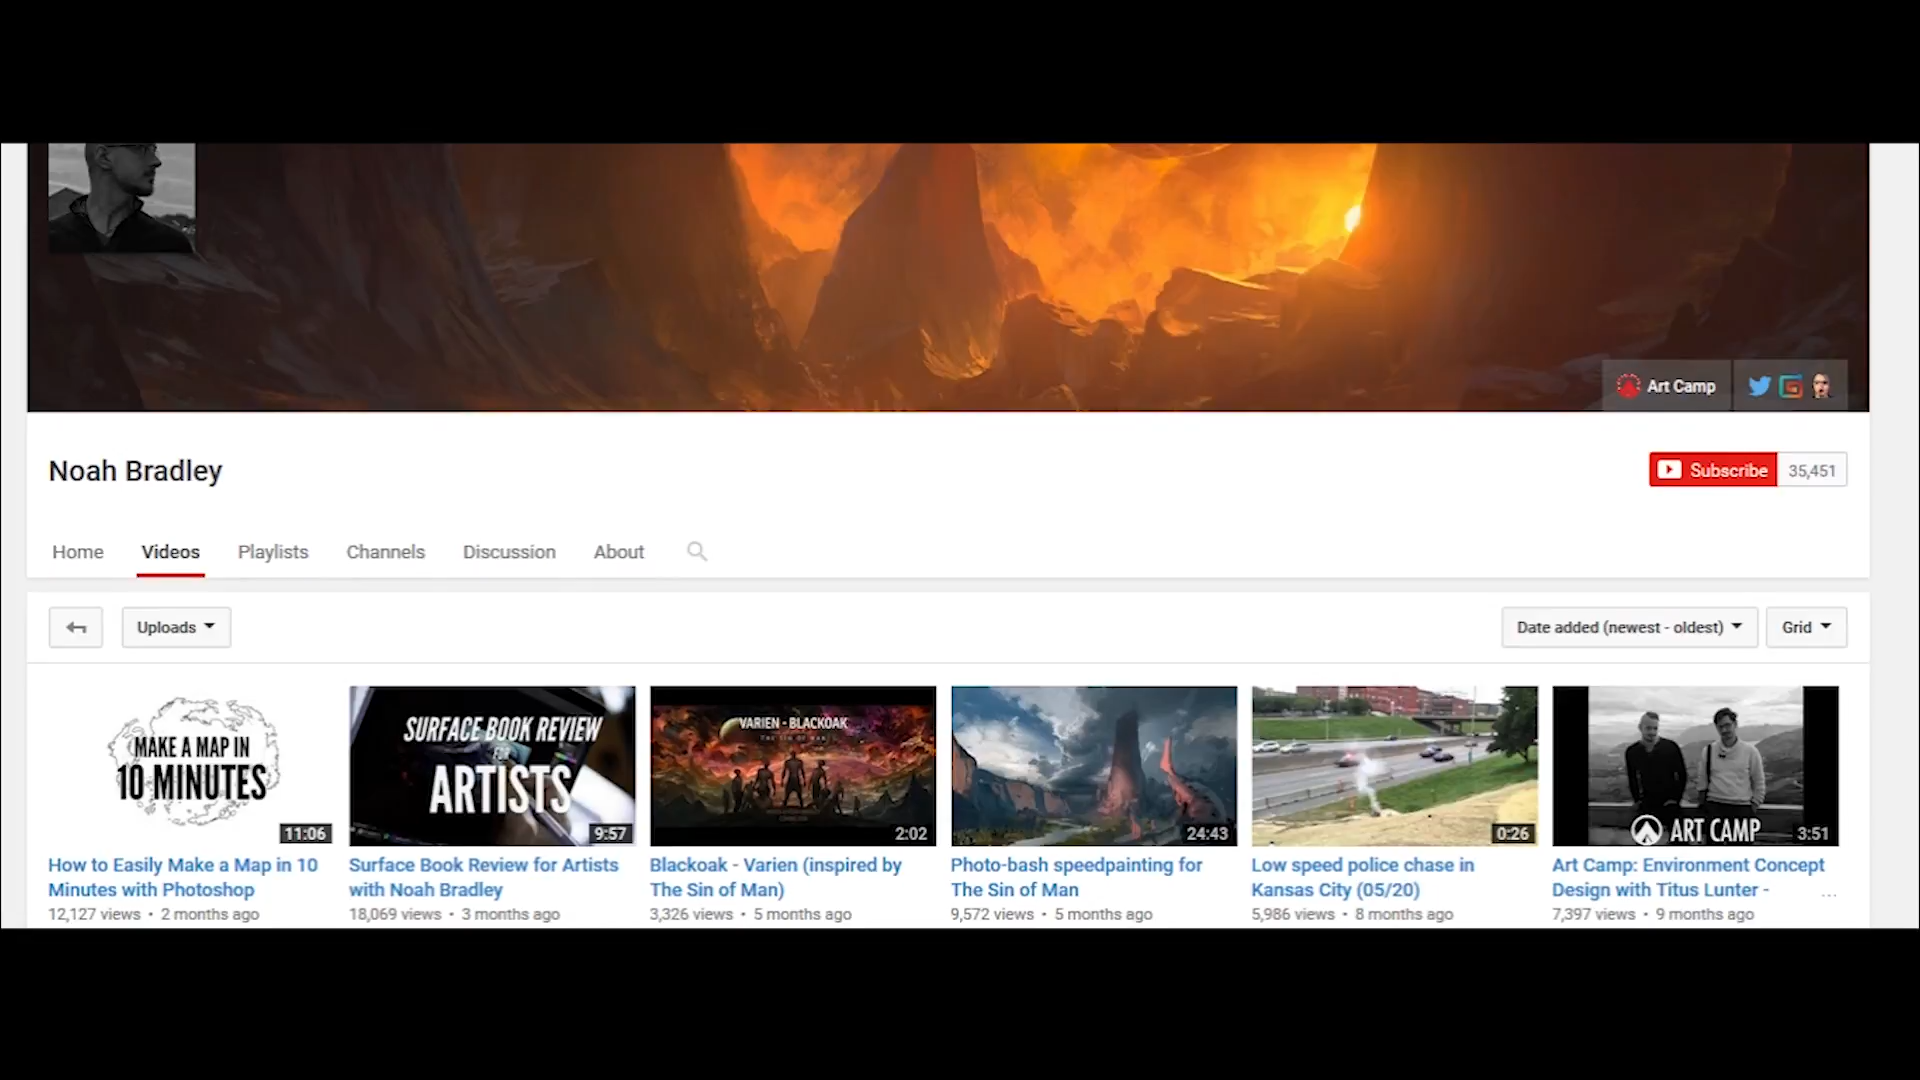 Art Camp
Noah Bradley
Subscribe 35,451
Home Videos Playlists Channels Discussion About
Uploads Date added (newest - oldest) Grid
MAKE A MAP IN
10 MINUTES
11:06
SURFACE BOOK REVIEW
FOR
ARTISTS
9:57
VARIEN - BLACKOAK
THE SIN OF MAN
2:02
24:43
0:26
ART CAMP
3:51
How to Easily Make a Map in 10
Minutes with Photoshop
12,127 views • 2 months ago
Surface Book Review for Artists
with Noah Bradley
18,069 views • 3 months ago
Blackoak - Varien (inspired by
The Sin of Man)
3,326 views • 5 months ago
Photo-bash speedpainting for
The Sin of Man
9,572 views • 5 months ago
Low speed police chase in
Kansas City (05/20)
5,986 views • 8 months ago
Art Camp: Environment Concept
Design with Titus Lunter - ...
7,397 views • 9 months ago